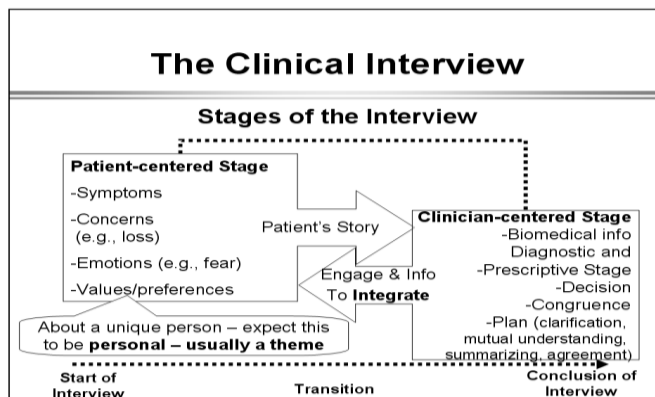 The Clinical Interview
Stages of the Interview
Patient-centered Stage
-Symptoms
-Concerns
(e.g., loss)
-Emotions (e.g., fear)
-Values/preferences
Patient's Story
Engage & Info
To Integrate
Clinician-centered Stage
-Biomedical info
Diagnostic and
-Prescriptive Stage
-Decision
-Congruence
-Plan (clarification,
mutual understanding,
summarizing, agreement)
About a unique person – expect this
to be personal – usually a theme
Start of
Interview
Transition
Conclusion of
Interview